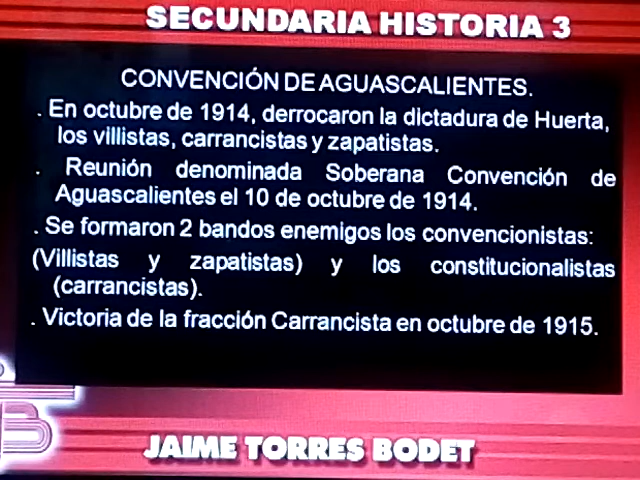 SECUNDARIA HISTORIA 3
CONVENCIÓN DE AGUASCALIENTES.
. En octubre de 1914, derrocaron la dictadura de Huerta,
los villistas, carrancistas y zapatistas.
. Reunión denominada Soberana Convención de
Aguascalientes el 10 de octubre de 1914.
. Se formaron 2 bandos enemigos los convencionistas:
(Villistas y zapatistas) y los constitucionalistas
(carrancistas).
. Victoria de la fracción Carrancista en octubre de 1915.
JAIME TORRES BODET